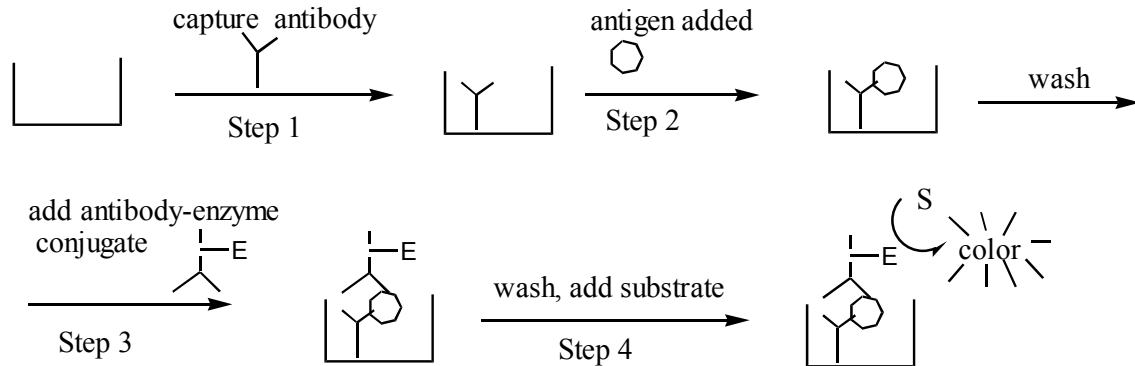 capture antibody
Step 1
antigen added
Step 2
wash
add antibody-enzyme
conjugate
E
Step 3
E
wash, add substrate
Step 4
E
S
color